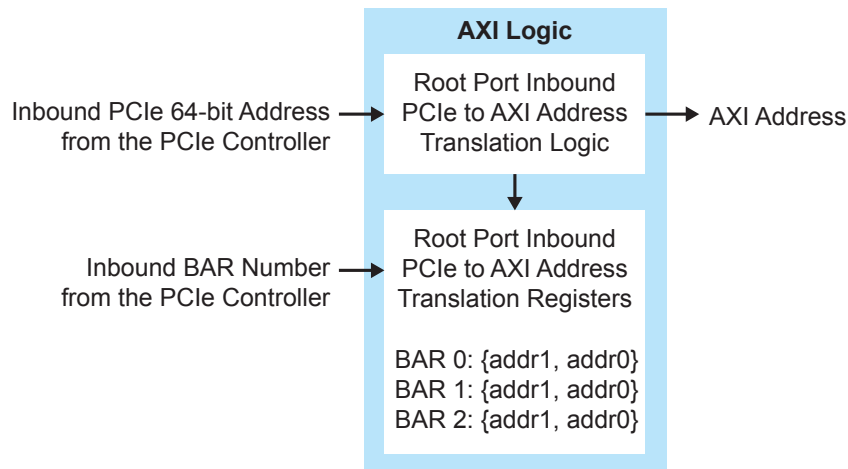 AXI Logic
Inbound PCIe 64-bit Address
from the PCIe Controller
Root Port Inbound
PCIe to AXI Address
Translation Logic
AXI Address
Inbound BAR Number
from the PCIe Controller
Root Port Inbound
PCIe to AXI Address
Translation Registers
BAR 0: {addr1, addr0}
BAR 1: {addr1, addr0}
BAR 2: {addr1, addr0}